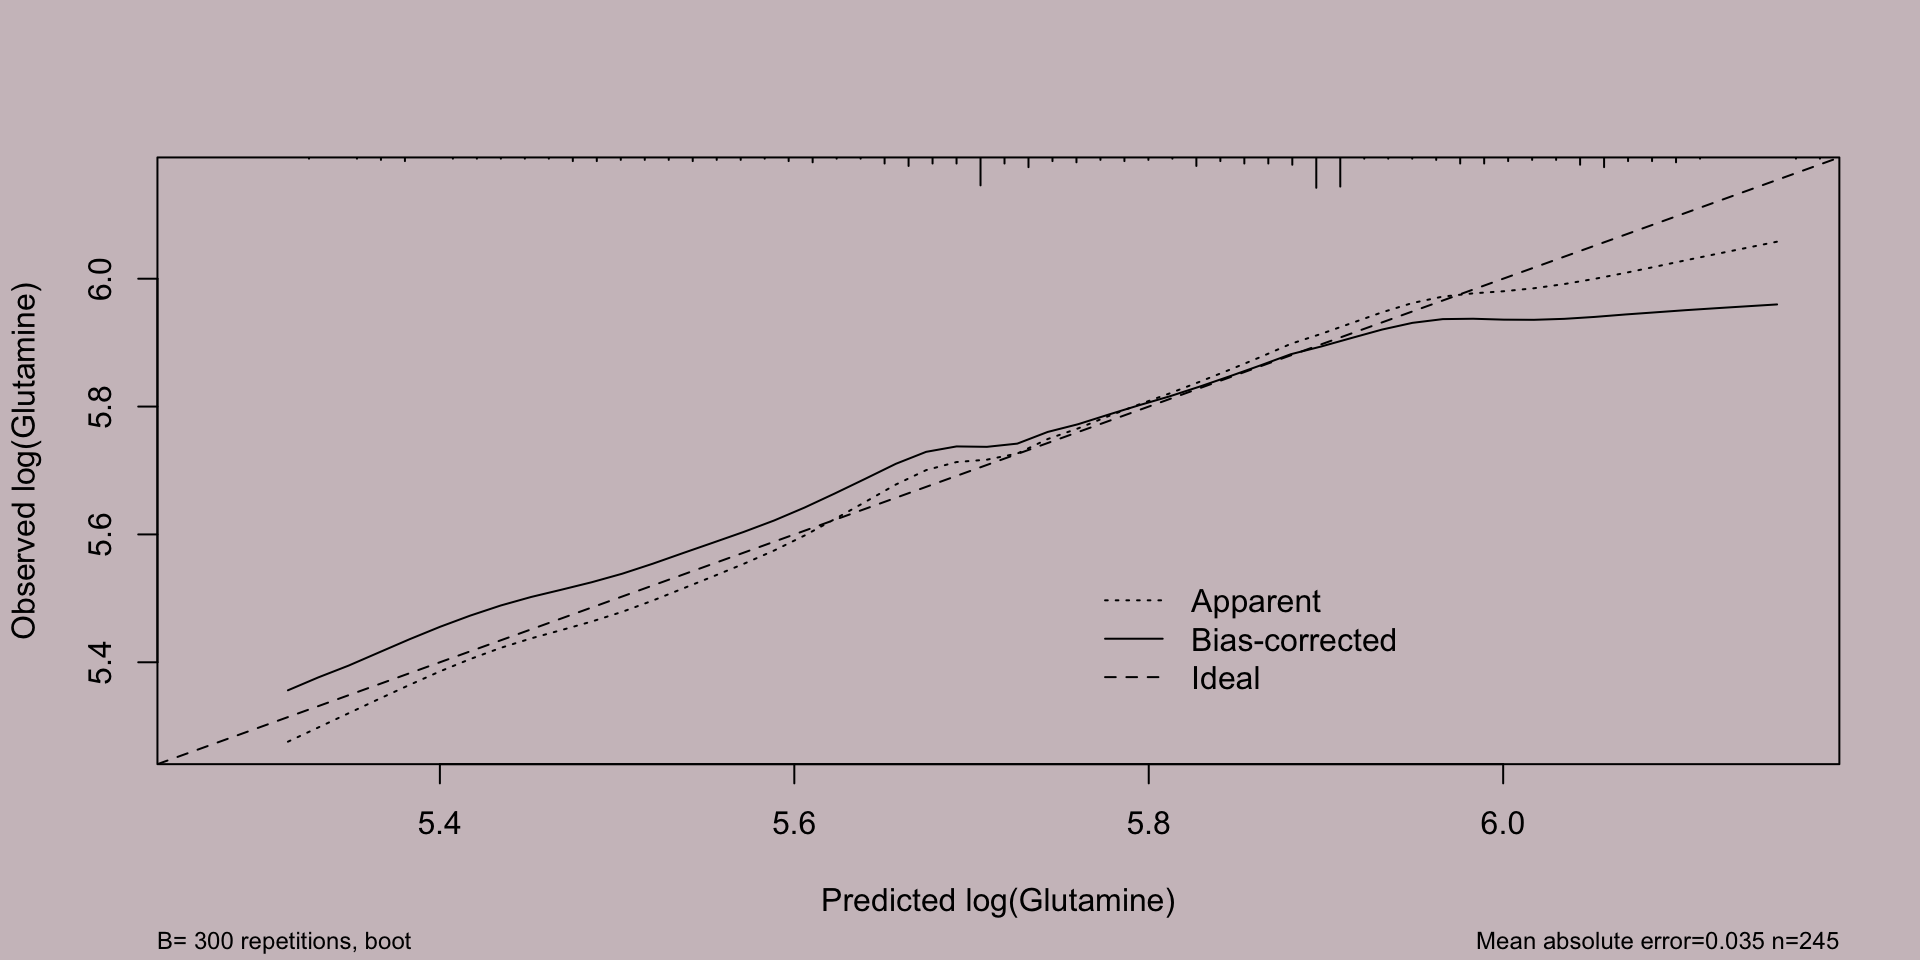 Observed log(Glutamine)
6.0
5.8
5.6
5.4
Apparent
Bias-corrected
Ideal
5.4 5.6 5.8 6.0
Predicted log(Glutamine)
B= 300 repetitions, boot
Mean absolute error=0.035 n=245